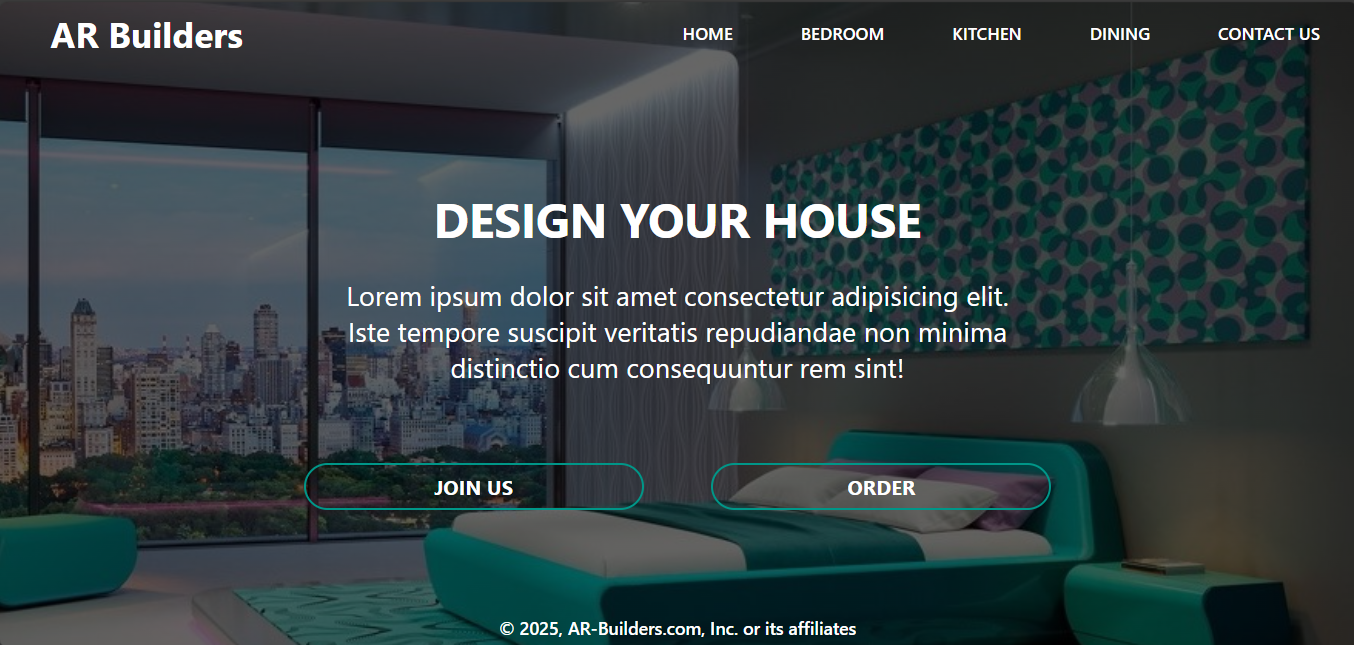 AR Builders
HOME BEDROOM KITCHEN DINING CONTACT US
DESIGN YOUR HOUSE
Lorem ipsum dolor sit amet consectetur adipisicing elit.
Iste tempore suscipit veritatis repudiandae non minima
distinctio cum consequuntur rem sint!
JOIN US
ORDER
© 2025, AR-Builders.com, Inc. or its affiliates